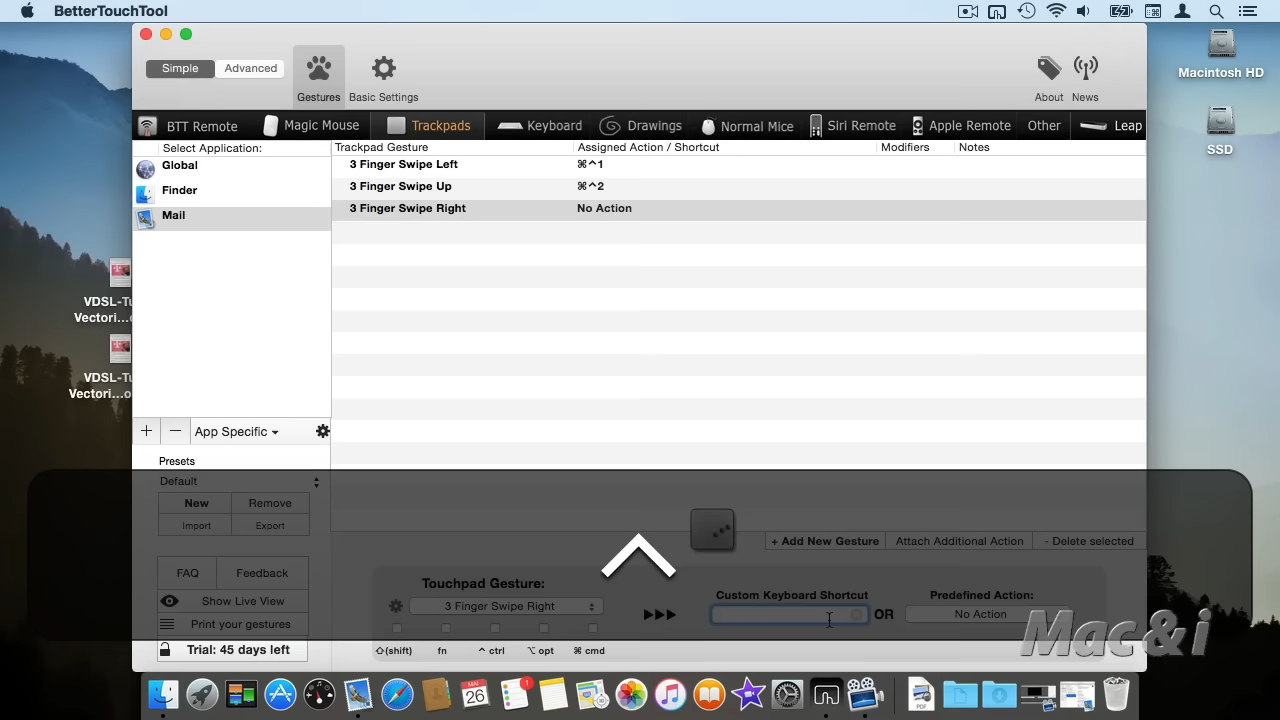 BetterTouchTool
Simple
Advanced
Gestures
Basic Settings
About
News
BTT Remote
Magic Mouse
Trackpads
Keyboard
Drawings
Normal Mice
Siri Remote
Apple Remote
Other
Leap
Select Application:
Global
Finder
Mail
Trackpad Gesture
Assigned Action / Shortcut
Modifiers
Notes
3 Finger Swipe Left
⌘^1
3 Finger Swipe Up
⌘^2
3 Finger Swipe Right
No Action
Macintosh HD
SSD
VDSL-Tu
Vectori...o
VDSL-Tu
Vectori...o
+
−
App Specific
Presets
Default
New
Remove
Import
Export
FAQ
Feedback
Show Live View
Print your gestures
Trial: 45 days left
+ Add New Gesture
Attach Additional Action
- Delete selected
^
Touchpad Gesture:
3 Finger Swipe Right
Custom Keyboard Shortcut
OR
Predefined Action:
No Action
⇧(shift)
fn
^ ctrl
⌥ opt
⌘ cmd
Mac&i
MAI
26
1
PDF